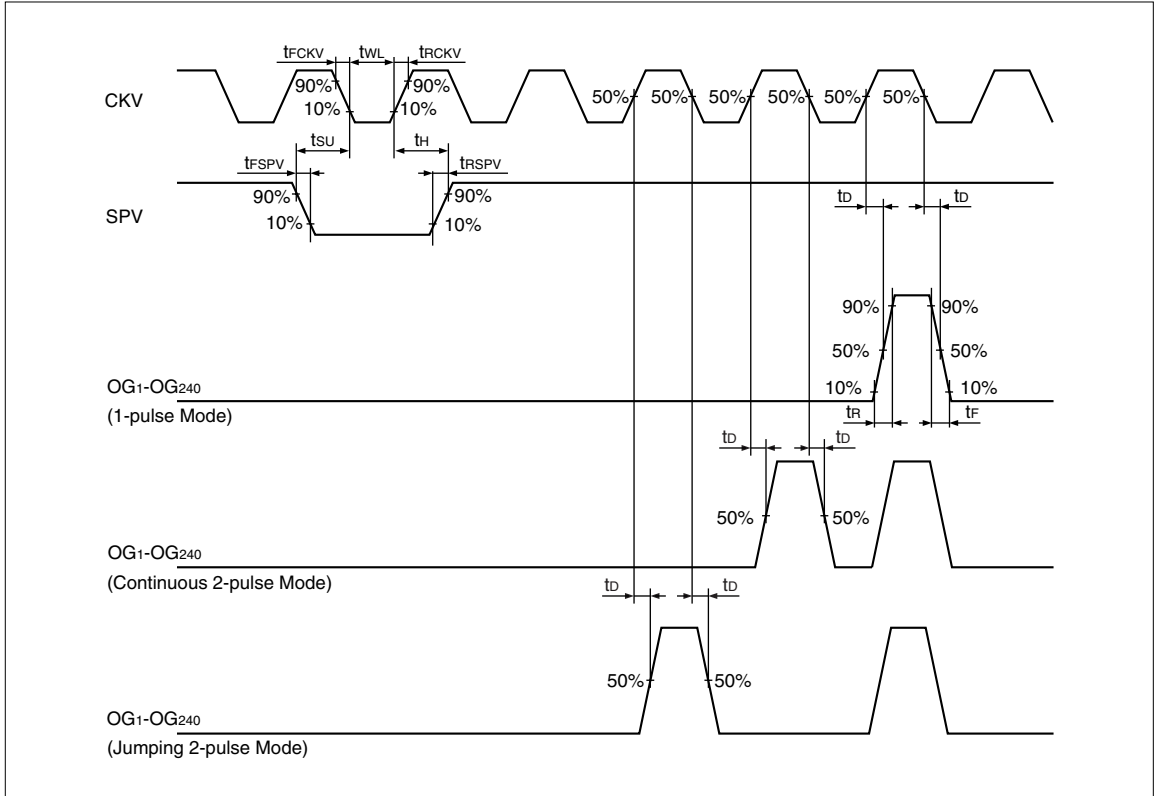 tFCKV tWL tRCKV
CKV
90% 90% 50% 50% 50% 50% 50% 50%
10% 10%
tSU tH
tFSPV tRSPV
SPV
90% 90%
10% 10%
tD tD
90% 90%
50% 50%
10% 10%
OG1-OG240
(1-pulse Mode)
tR tF
tD tD
50% 50%
OG1-OG240
(Continuous 2-pulse Mode)
tD tD
50% 50%
OG1-OG240
(Jumping 2-pulse Mode)